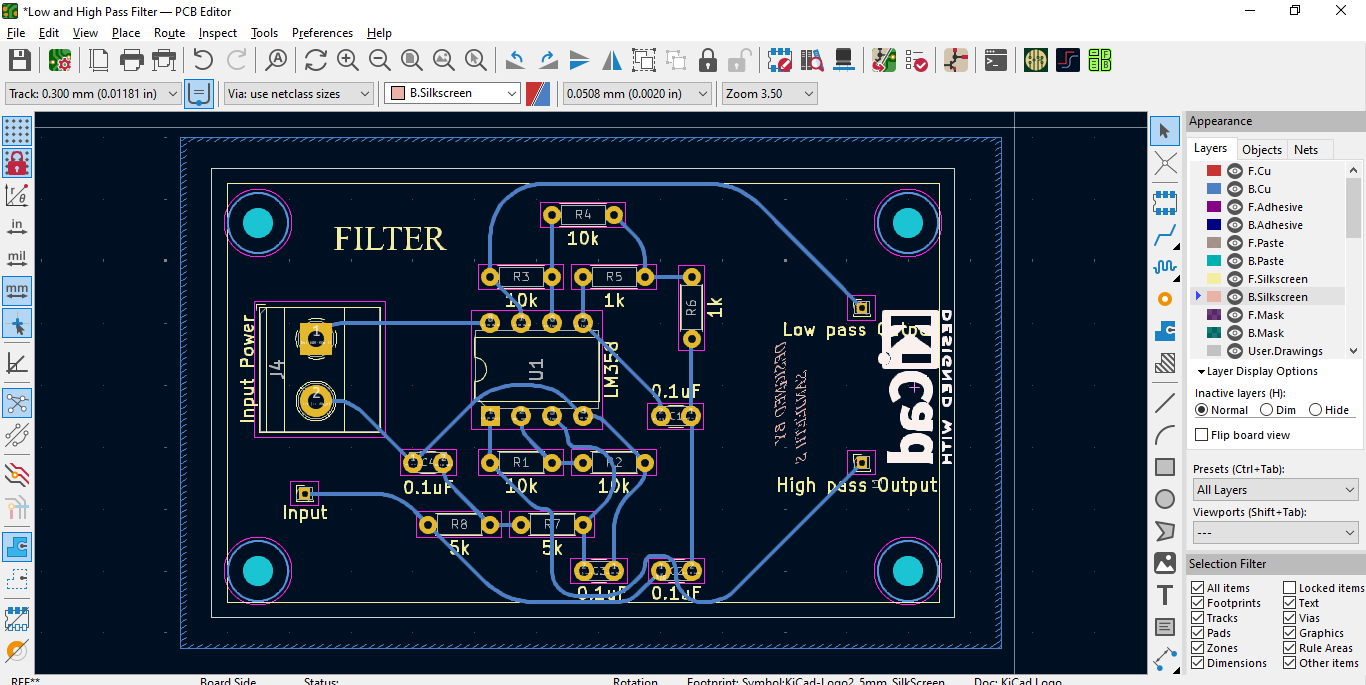 *Low and High Pass Filter — PCB Editor
File Edit View Place Route Inspect Tools Preferences Help
Track: 0.300 mm (0.01181 in) Via: use netclass sizes B.Silkscreen 0.0508 mm (0.0020 in) Zoom 3.50
in
mil
mm
FILTER
R4
10k
R3 R5
10k 1k
R6
1k
Input Power
J4
1
2
U1
LM358
Low pass Output
KiCad
DESIGNED WITH
DESIGNED BY
0.1uF
C1
High pass Output
C4
0.1uF
R1 R2
10k 10k
Input
R8 R7
5k 5k
0.1uF 0.1uF
Appearance
Layers Objects Nets
F.Cu
B.Cu
F.Adhesive
B.Adhesive
F.Paste
B.Paste
F.Silkscreen
B.Silkscreen
F.Mask
B.Mask
User.Drawings
Layer Display Options
Inactive layers (H):
Normal Dim Hide
Flip board view
Presets (Ctrl+Tab):
All Layers
Viewports (Shift+Tab):
---
Selection Filter
All items Locked items
Footprints Text
Tracks Vias
Pads Graphics
Zones Rule Areas
Dimensions Other items
REF** Board Side Status: Rotation Footprint: Symbol:KiCad-Logo2_5mm_SilkScreen Doc: KiCad Logo